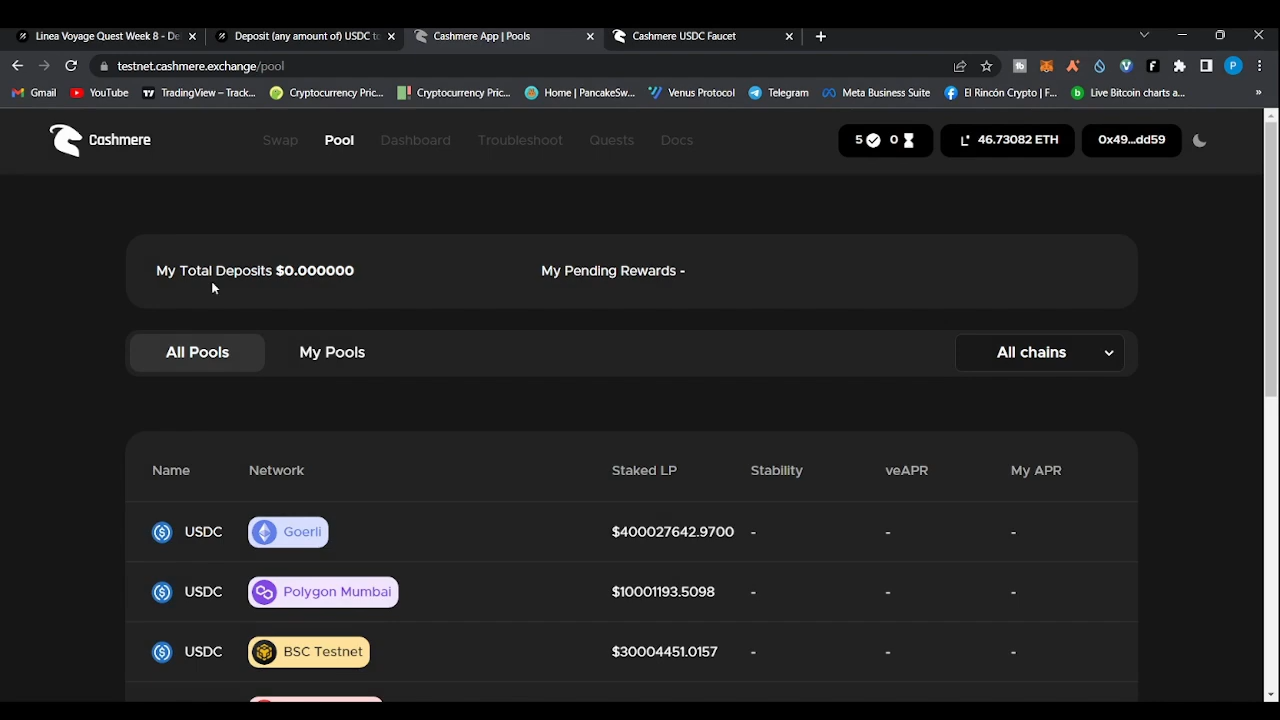 Linea Voyage Quest Week 8 - De
Deposit (any amount) of USDC to
Cashmere App | Pools
Cashmere USDC Faucet
testnet.cashmere.exchange/pool
Gmail
YouTube
TradingView – Track...
Cryptocurrency Pric...
Cryptocurrency Pric...
Home | PancakeSw...
Venus Protocol
Telegram
Meta Business Suite
El Rincón Crypto | F...
Live Bitcoin charts a...
»
Cashmere
Swap
Pool
Dashboard
Troubleshoot
Quests
Docs
5 0
46.73082 ETH
0x49...dd59
My Total Deposits $0.000000
My Pending Rewards -
All Pools
My Pools
All chains
Name Network Staked LP Stability veAPR My APR
USDC Goerli $400027642.9700 - - -
USDC Polygon Mumbai $10001193.5098 - - -
USDC BSC Testnet $30004451.0157 - - -